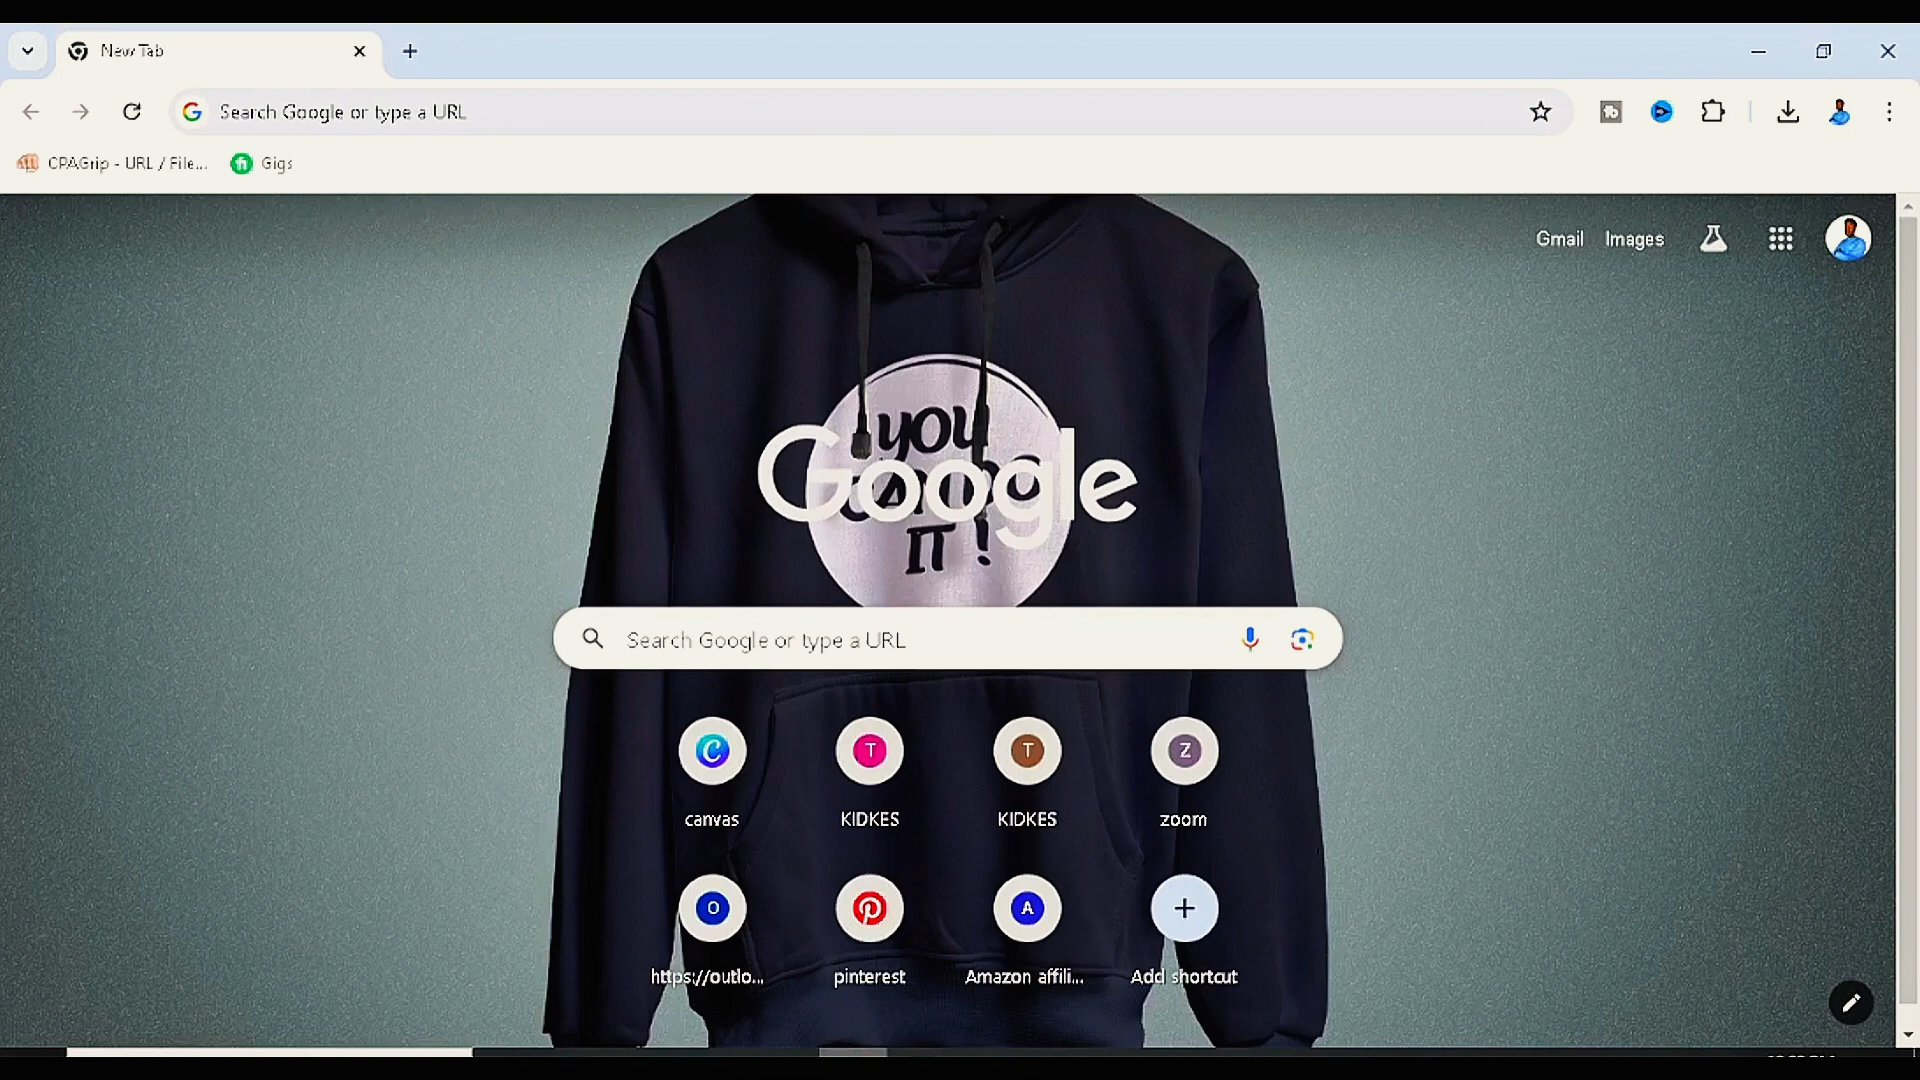 New Tab
Search Google or type a URL
CPAGrip - URL / File...
Gigs
Gmail
Images
YOU
Google
IT !
Search Google or type a URL
canvas
KIDKES
KIDKES
zoom
https://outlo...
pinterest
Amazon affili...
Add shortcut